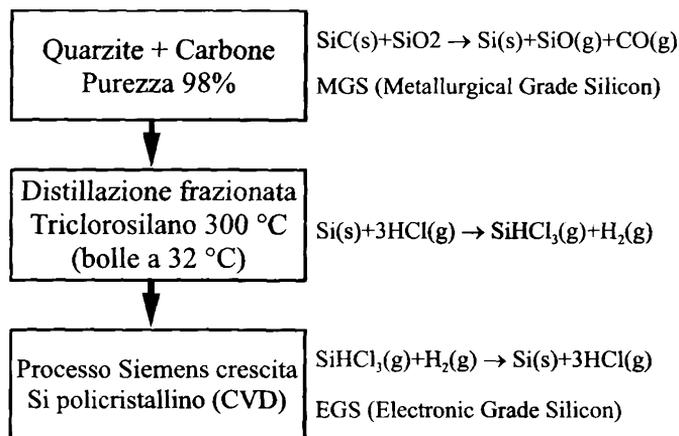 Quarzite + Carbone
Purezza 98%
SiC(s)+SiO2 → Si(s)+SiO(g)+CO(g)
MGS (Metallurgical Grade Silicon)
Distillazione frazionata
Triclorosilano 300 °C
(bolle a 32 °C)
Si(s)+3HCl(g) → SiHCl₃(g)+H₂(g)
Processo Siemens crescita
Si policristallino (CVD)
SiHCl₃(g)+H₂(g) → Si(s)+3HCl(g)
EGS (Electronic Grade Silicon)